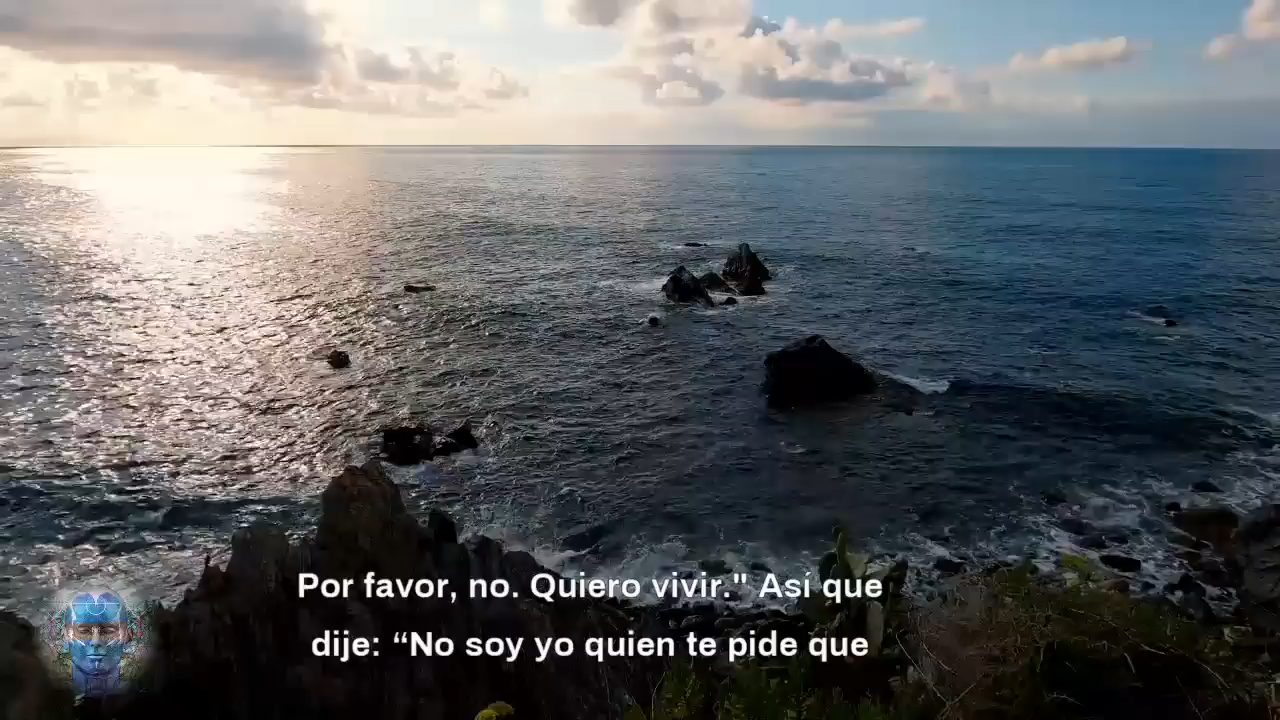 Por favor, no. Quiero vivir." Así que
dije: “No soy yo quien te pide que